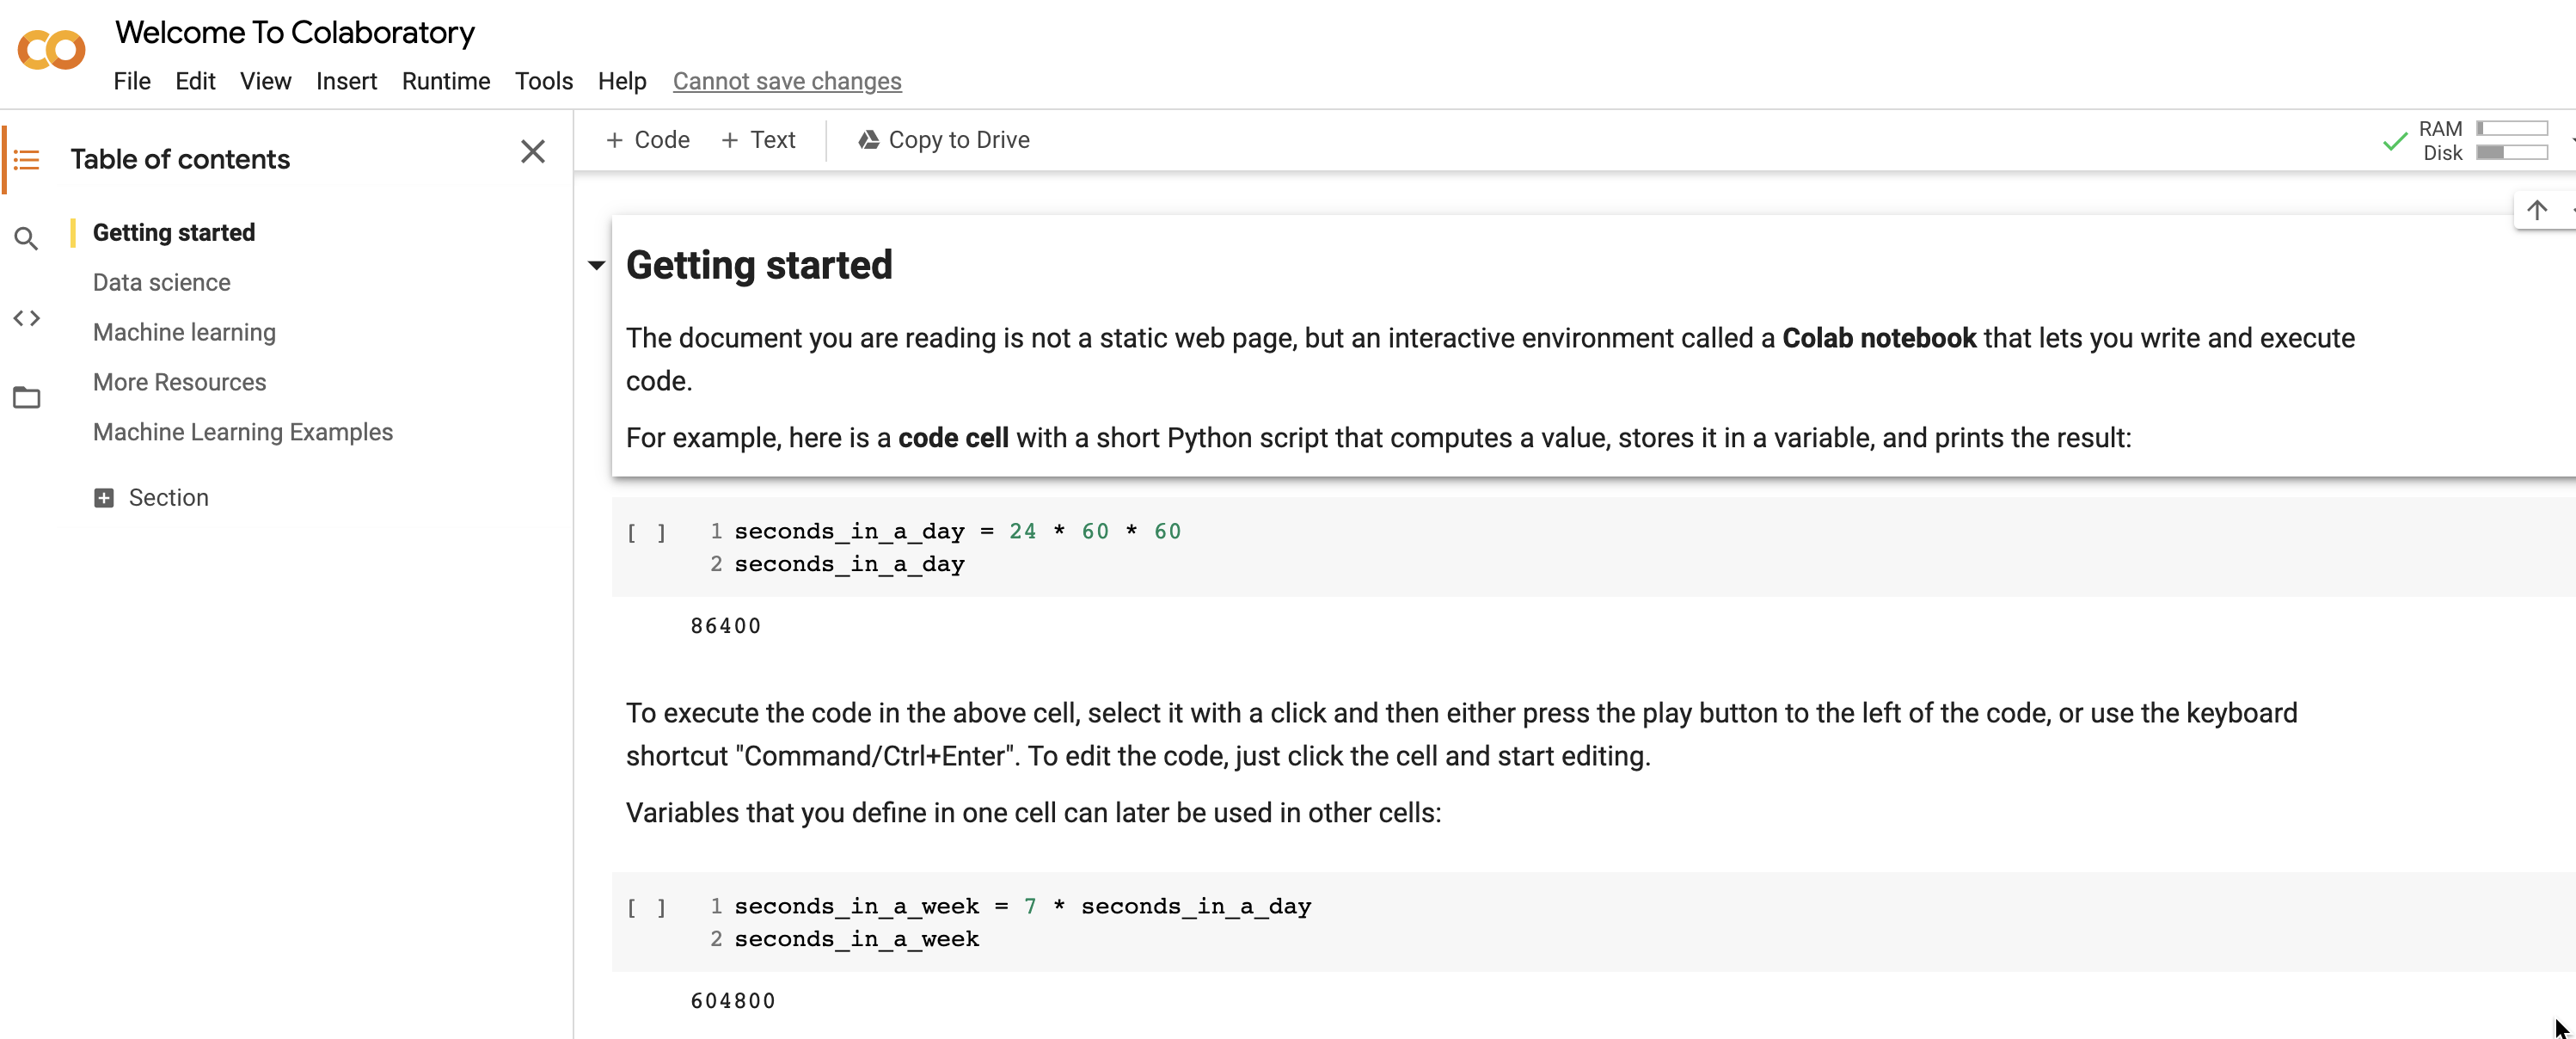 Welcome To Colaboratory
File Edit View Insert Runtime Tools Help Cannot save changes
Table of contents
Getting started
Data science
Machine learning
More Resources
Machine Learning Examples
Section
+ Code + Text Copy to Drive
RAM
Disk
Getting started
The document you are reading is not a static web page, but an interactive environment called a Colab notebook that lets you write and execute
code.
For example, here is a code cell with a short Python script that computes a value, stores it in a variable, and prints the result:
[ ] 1 seconds_in_a_day = 24 * 60 * 60
2 seconds_in_a_day
86400
To execute the code in the above cell, select it with a click and then either press the play button to the left of the code, or use the keyboard
shortcut "Command/Ctrl+Enter". To edit the code, just click the cell and start editing.
Variables that you define in one cell can later be used in other cells:
[ ] 1 seconds_in_a_week = 7 * seconds_in_a_day
2 seconds_in_a_week
604800